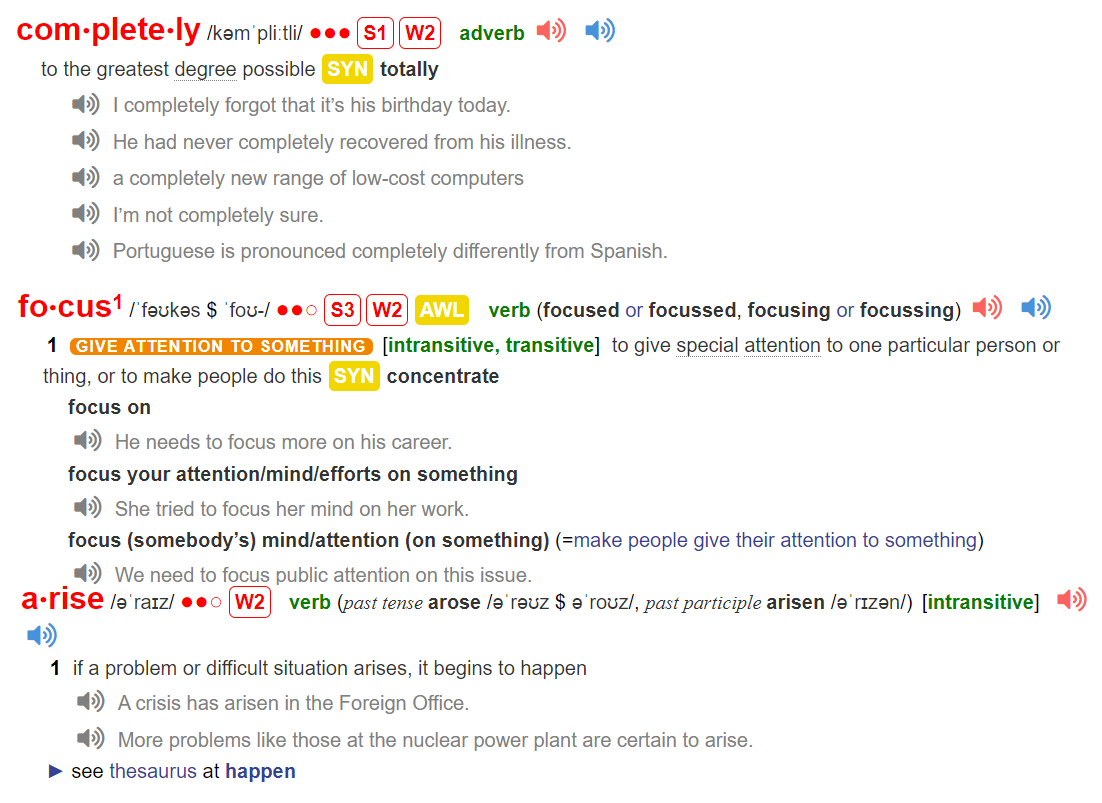 com•plete•ly /kəmˈpliːtli/ ●●● S1 W2 adverb
to the greatest degree possible SYN totally
I completely forgot that it’s his birthday today.
He had never completely recovered from his illness.
a completely new range of low-cost computers
I’m not completely sure.
Portuguese is pronounced completely differently from Spanish.
fo•cus¹ /ˈfəʊkəs $ ˈfoʊ-/ ●●○ S3 W2 AWL verb (focused or focussed, focusing or focussing)
1 GIVE ATTENTION TO SOMETHING [intransitive, transitive] to give special attention to one particular person or
thing, or to make people do this SYN concentrate
focus on
He needs to focus more on his career.
focus your attention/mind/efforts on something
She tried to focus her mind on her work.
focus (somebody’s) mind/attention (on something) (=make people give their attention to something)
We need to focus public attention on this issue.
a•rise /əˈraɪz/ ●●○ W2 verb (past tense arose /əˈrəʊz $ əˈroʊz/, past participle arisen /əˈrɪzən/) [intransitive]
1 if a problem or difficult situation arises, it begins to happen
A crisis has arisen in the Foreign Office.
More problems like those at the nuclear power plant are certain to arise.
► see thesaurus at happen